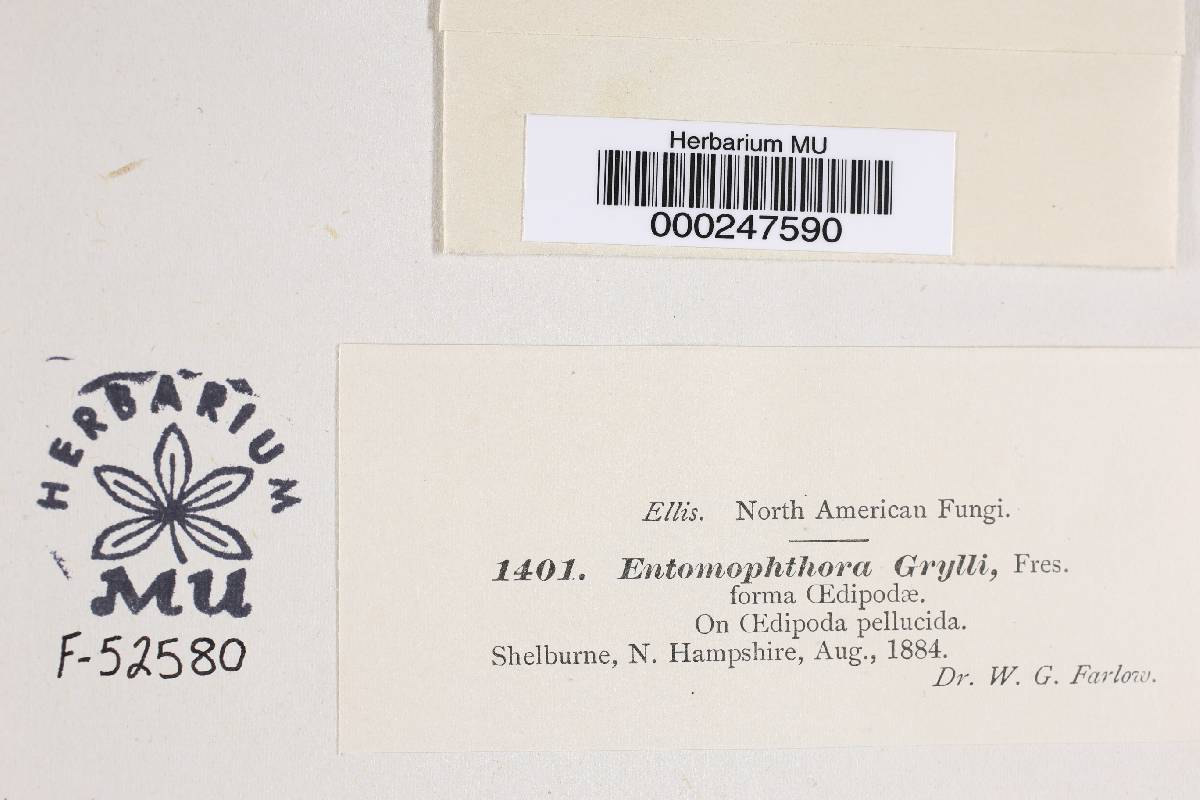 Herbarium MU
000247590
HERBARIUM
MU
F-52580
Ellis. North American Fungi.
1401. Entomophthora Grylli, Fres.
forma Œdipodæ.
On Œdipoda pellucida.
Shelburne, N. Hampshire, Aug., 1884.
Dr. W. G. Farlow.